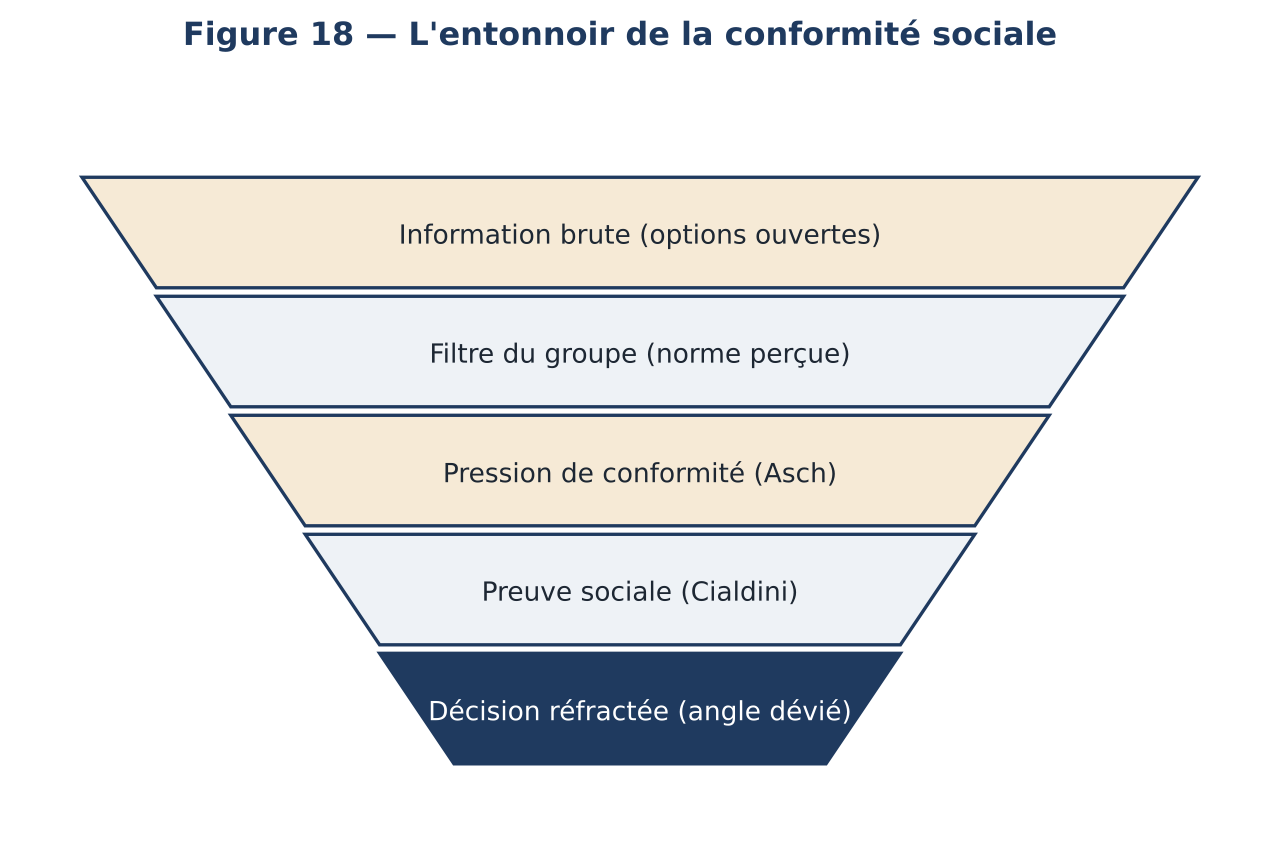 Figure 18 — L'entonnoir de la conformité sociale
Information brute (options ouvertes)
Filtre du groupe (norme perçue)
Pression de conformité (Asch)
Preuve sociale (Cialdini)
Décision réfractée (angle dévié)